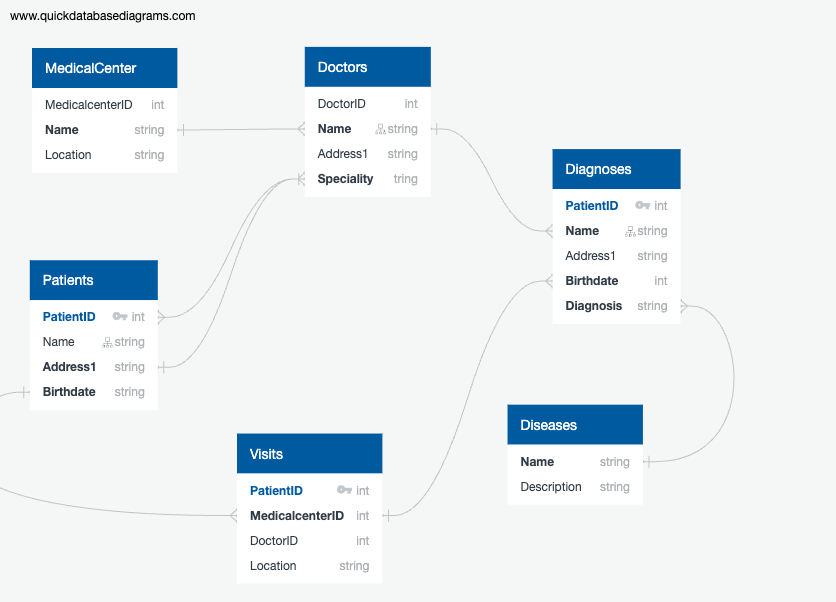 www.quickdatabasediagrams.com
MedicalCenter
MedicalcenterID int
Name string
Location string
Doctors
DoctorID int
Name string
Address1 string
Speciality tring
Diagnoses
PatientID int
Name string
Address1 string
Birthdate int
Diagnosis string
Patients
PatientID int
Name string
Address1 string
Birthdate string
Visits
PatientID int
MedicalcenterID int
DoctorID int
Location string
Diseases
Name string
Description string